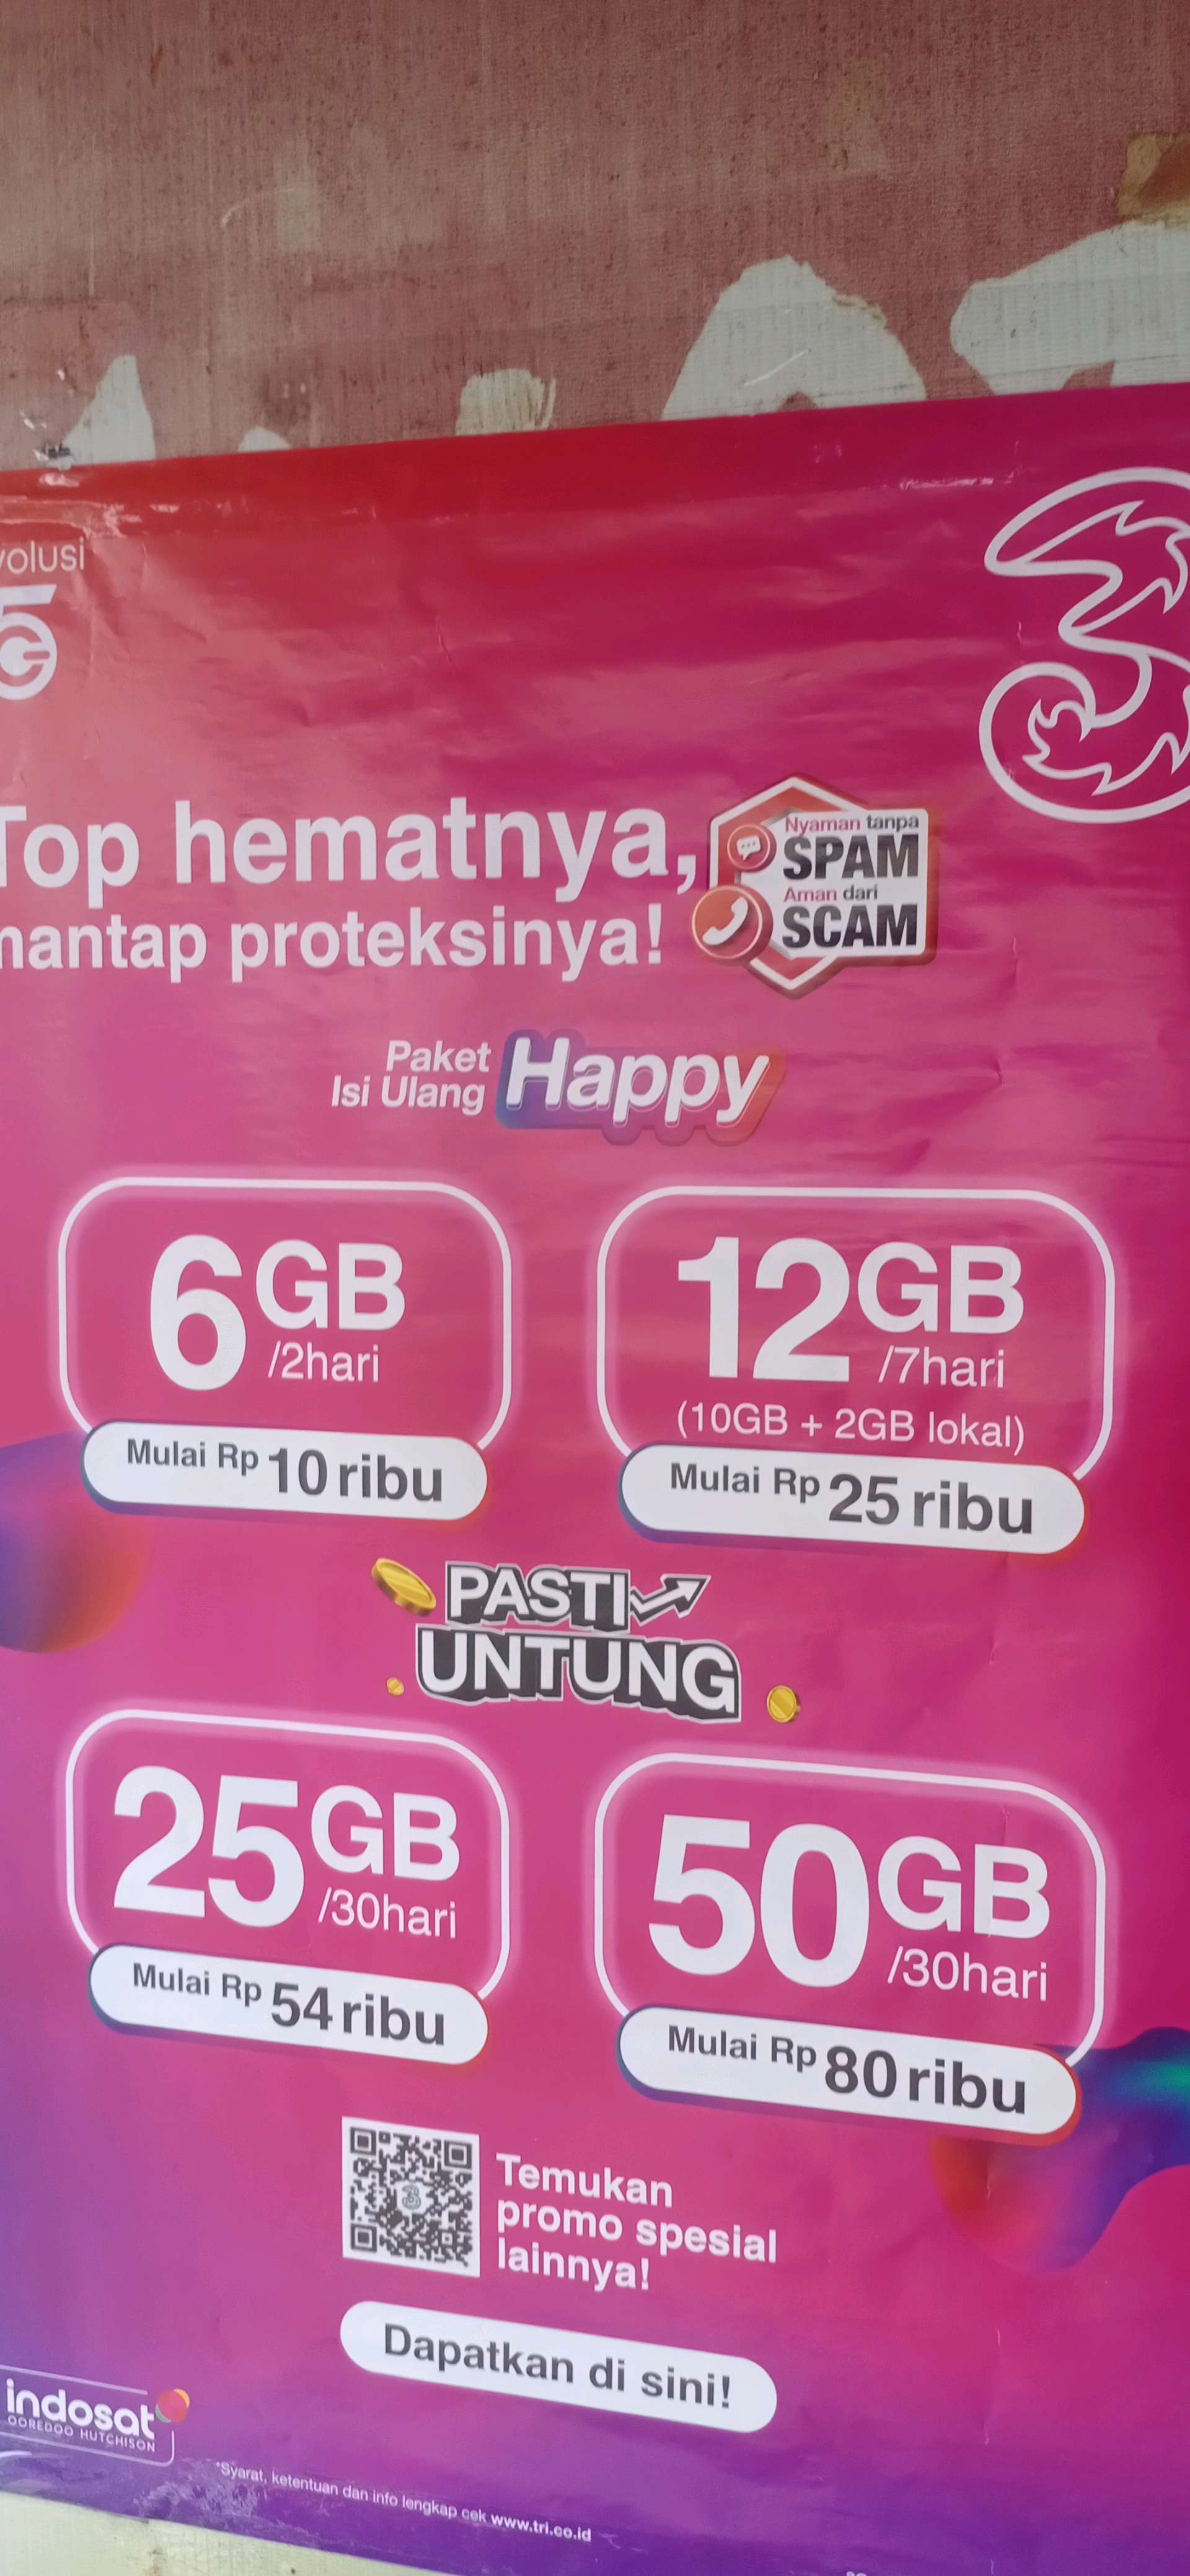 volusi
5G
Top hematnya,
mantap proteksinya!
Nyaman tanpa
SPAM
Aman dari
SCAM
3
Paket
Isi Ulang
Happy
6GB
/2hari
Mulai Rp 10 ribu
12GB
/7hari
(10GB + 2GB lokal)
Mulai Rp 25 ribu
PASTI
UNTUNG
25GB
/30hari
Mulai Rp 54 ribu
50GB
/30hari
Mulai Rp 80 ribu
Temukan
promo spesial
lainnya!
Dapatkan di sini!
indosat
OOREDOO HUTCHISON
*Syarat, ketentuan dan info lengkap cek www.tri.co.id